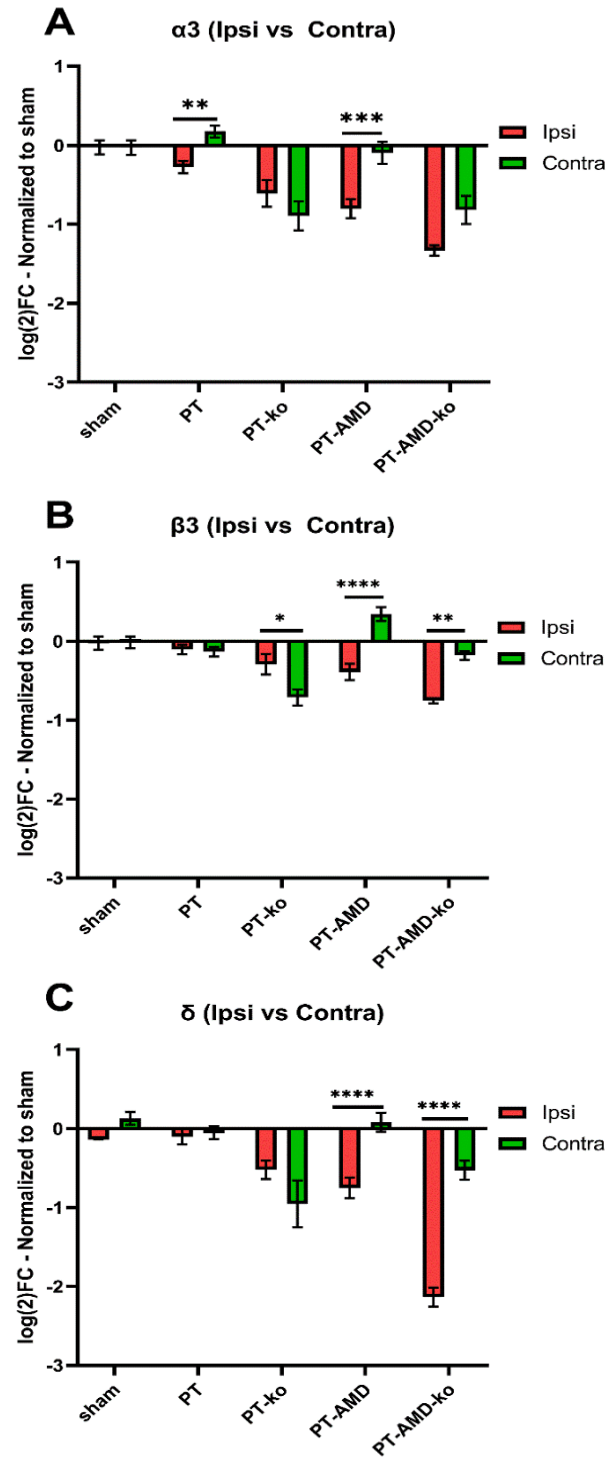 A
α3 (Ipsi vs Contra)
log(2)FC - Normalized to sham
1
0
-1
-2
-3
**
***
Ipsi
Contra
sham
PT
PT-ko
PT-AMD
PT-AMD-ko
B
β3 (Ipsi vs Contra)
log(2)FC - Normalized to sham
1
0
-1
-2
-3
*
****
**
Ipsi
Contra
sham
PT
PT-ko
PT-AMD
PT-AMD-ko
C
δ (Ipsi vs Contra)
log(2)FC - Normalized to sham
1
0
-1
-2
-3
****
****
Ipsi
Contra
sham
PT
PT-ko
PT-AMD
PT-AMD-ko